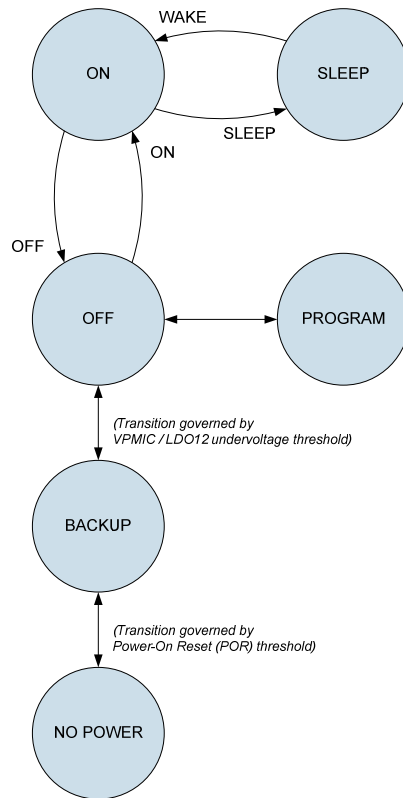 WAKE
ON
SLEEP
SLEEP
ON
OFF
OFF
PROGRAM
(Transition governed by
VPMIC / LDO12 undervoltage threshold)
BACKUP
(Transition governed by
Power-On Reset (POR) threshold)
NO POWER